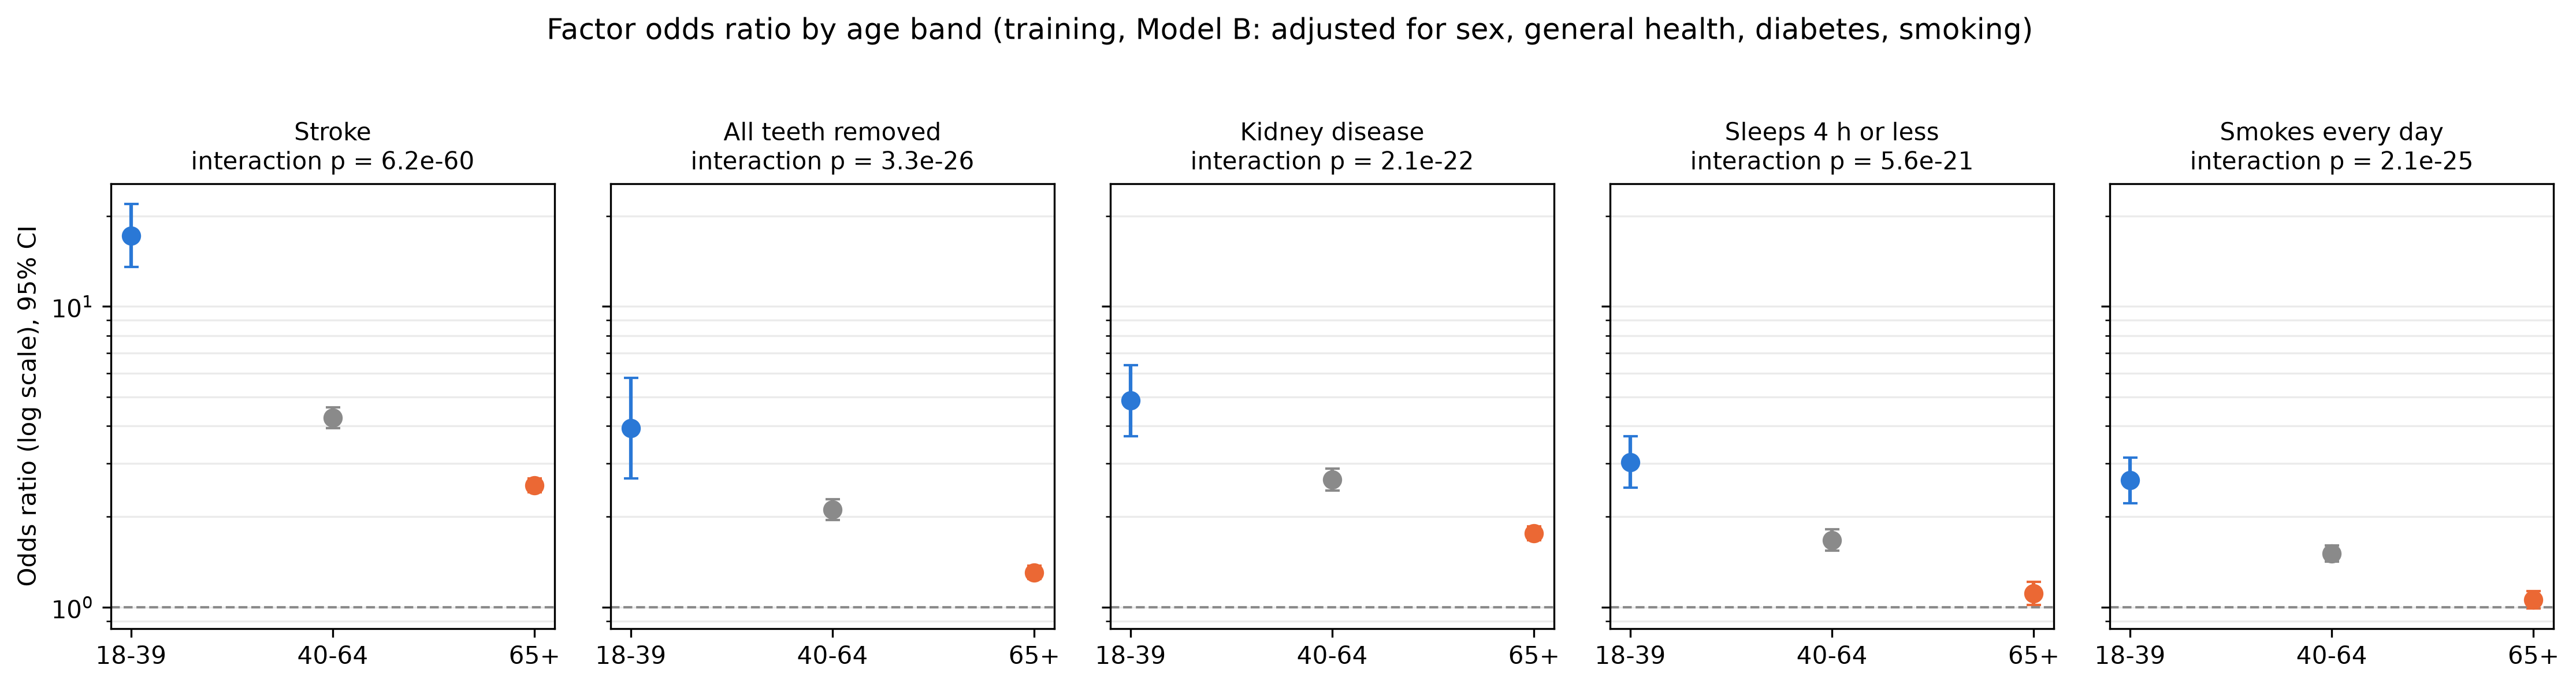 Factor odds ratio by age band (training, Model B: adjusted for sex, general health, diabetes, smoking)
Stroke
interaction p = 6.2e-60
All teeth removed
interaction p = 3.3e-26
Kidney disease
interaction p = 2.1e-22
Sleeps 4 h or less
interaction p = 5.6e-21
Smokes every day
interaction p = 2.1e-25
Odds ratio (log scale), 95% CI
10¹
10⁰
18-39 40-64 65+
18-39 40-64 65+
18-39 40-64 65+
18-39 40-64 65+
18-39 40-64 65+